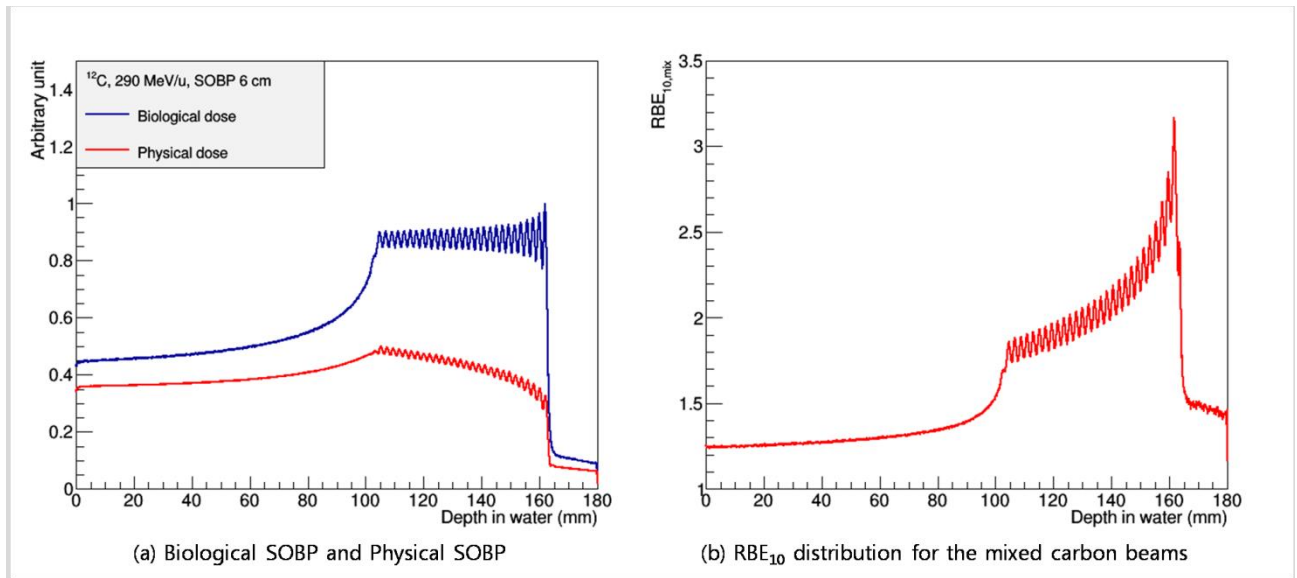 ¹²C, 290 MeV/u, SOBP 6 cm
Biological dose
Physical dose
Arbitrary unit
1.4
1.2
1
0.8
0.6
0.4
0.2
0
0 20 40 60 80 100 120 140 160 180
Depth in water (mm)
(a) Biological SOBP and Physical SOBP
RBE₁₀,mix
3.5
3
2.5
2
1.5
1
0 20 40 60 80 100 120 140 160 180
Depth in water (mm)
(b) RBE₁₀ distribution for the mixed carbon beams